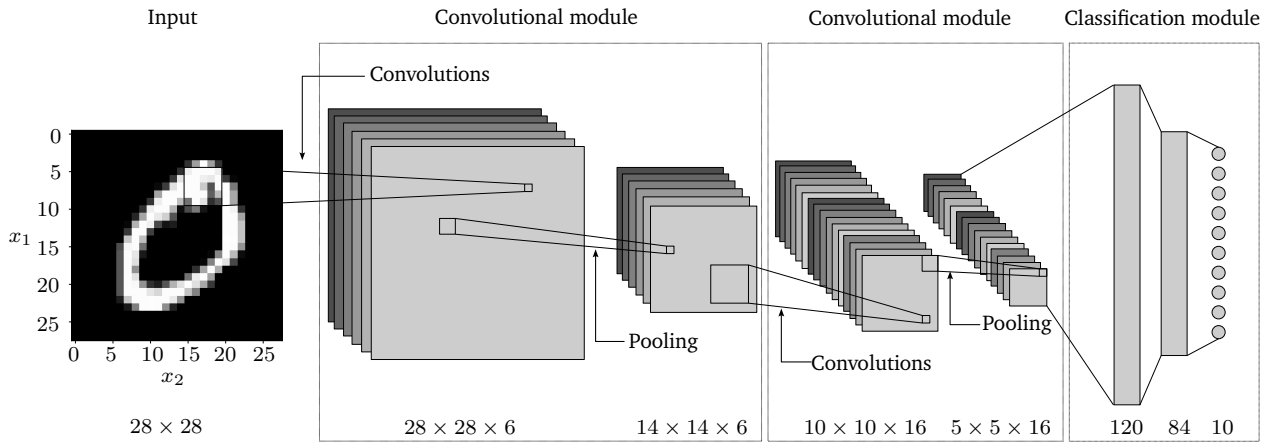 Input
Convolutional module
Convolutional module
Classification module
Convolutions
0
5
10
15
20
25
x₁
0 5 10 15 20 25
x₂
Pooling
Convolutions
Pooling
28 × 28
28 × 28 × 6
14 × 14 × 6
10 × 10 × 16
5 × 5 × 16
120
84
10